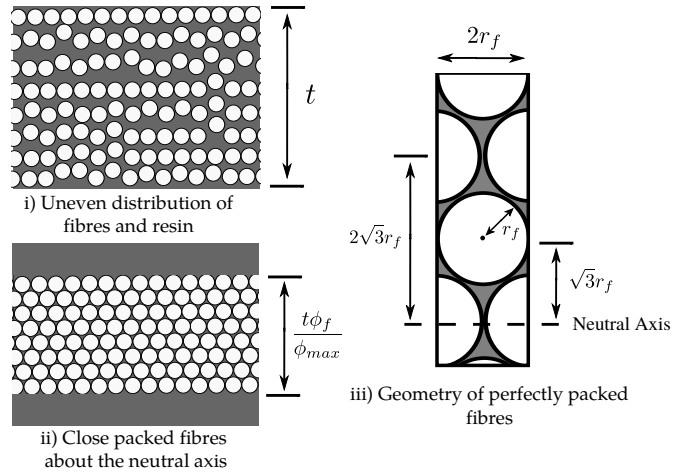 t
i) Uneven distribution of
fibres and resin
tϕ_f
ϕ_max
ii) Close packed fibres
about the neutral axis
2r_f
r_f
2√3r_f
√3r_f
Neutral Axis
iii) Geometry of perfectly packed
fibres